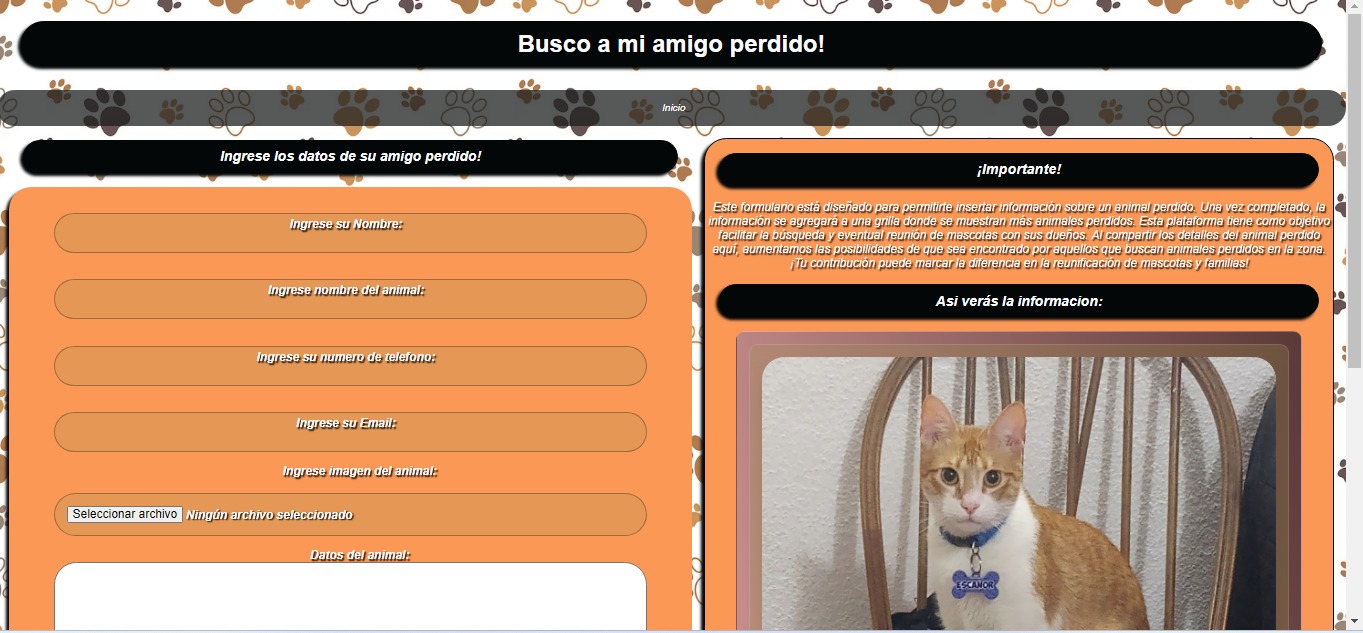 Busco a mi amigo perdido!
Inicio
Ingrese los datos de su amigo perdido!
Ingrese su Nombre:
Ingrese nombre del animal:
Ingrese su numero de telefono:
Ingrese su Email:
Ingrese imagen del animal:
Seleccionar archivo Ningún archivo seleccionado
Datos del animal:
¡Importante!
Este formulario está diseñado para permitirte insertar información sobre un animal perdido. Una vez completado, la
información se agregará a una grilla donde se muestran más animales perdidos. Esta plataforma tiene como objetivo
facilitar la búsqueda y eventual reunión de mascotas con sus dueños. Al compartir los detalles del animal perdido
aquí, aumentamos las posibilidades de que sea encontrado por aquellos que buscan animales perdidos en la zona.
¡Tu contribución puede marcar la diferencia en la reunificación de mascotas y familias!
Asi verás la informacion:
ESCANOR